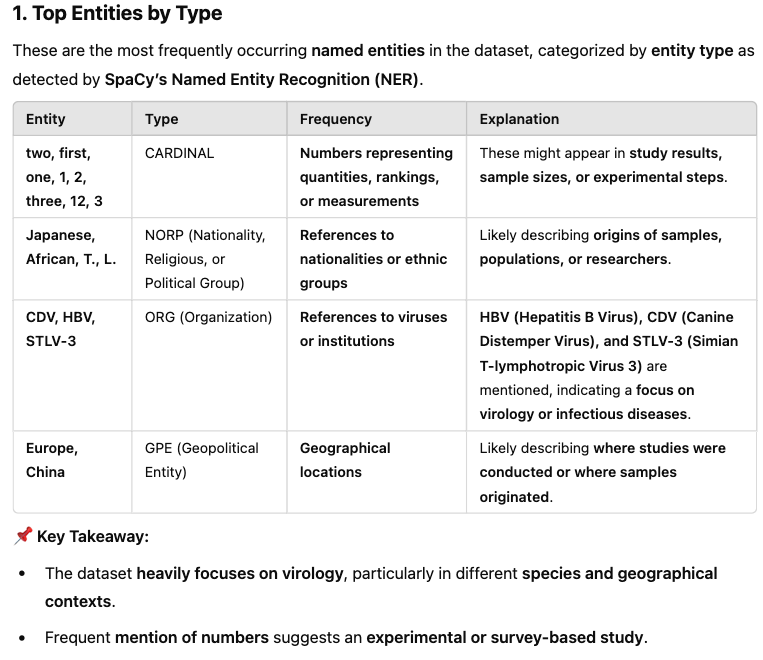 1. Top Entities by Type
These are the most frequently occurring named entities in the dataset, categorized by entity type as
detected by SpaCy's Named Entity Recognition (NER).
Entity Type Frequency Explanation
two, first,
one, 1, 2,
three, 12, 3
CARDINAL
Numbers representing
quantities, rankings,
or measurements
These might appear in study results,
sample sizes, or experimental steps.
Japanese,
African, T., L.
NORP (Nationality,
Religious, or
Political Group)
References to
nationalities or ethnic
groups
Likely describing origins of samples,
populations, or researchers.
CDV, HBV,
STLV-3
ORG (Organization)
References to viruses
or institutions
HBV (Hepatitis B Virus), CDV (Canine
Distemper Virus), and STLV-3 (Simian
T-lymphotropic Virus 3) are
mentioned, indicating a focus on
virology or infectious diseases.
Europe,
China
GPE (Geopolitical
Entity)
Geographical
locations
Likely describing where studies were
conducted or where samples
originated.
📌 Key Takeaway:
• The dataset heavily focuses on virology, particularly in different species and geographical
contexts.
• Frequent mention of numbers suggests an experimental or survey-based study.